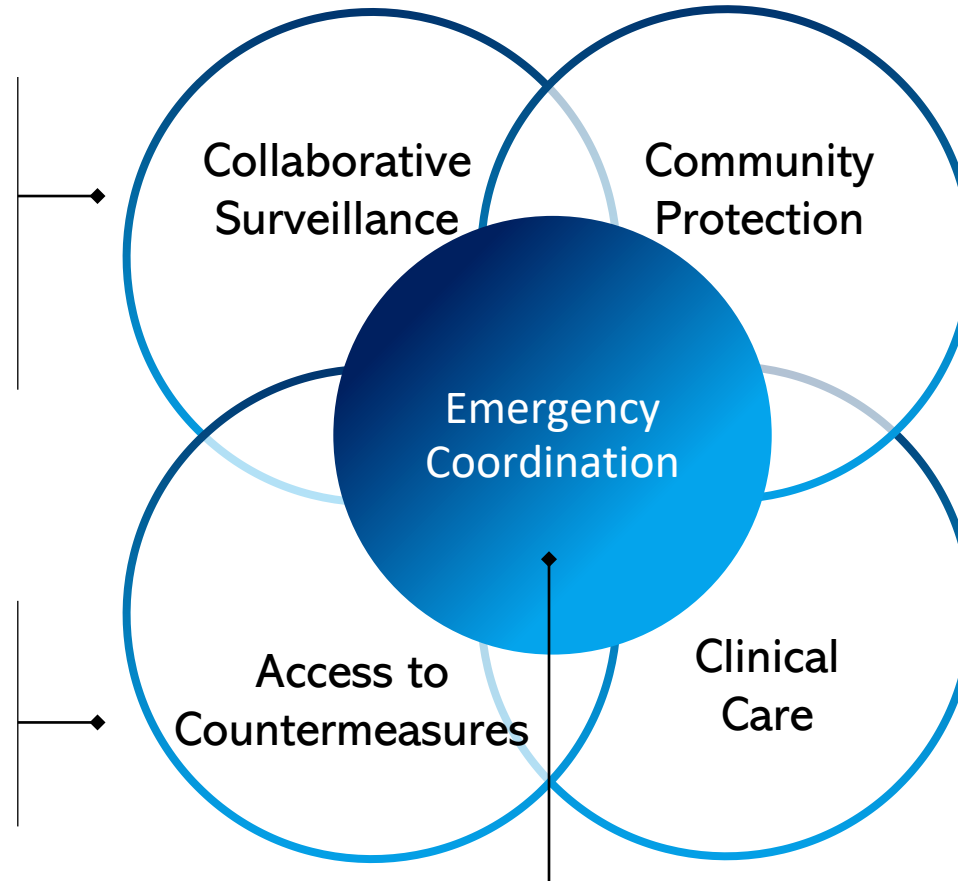 Collaborative
Surveillance
Community
Protection
Emergency
Coordination
Access to
Countermeasures
Clinical
Care